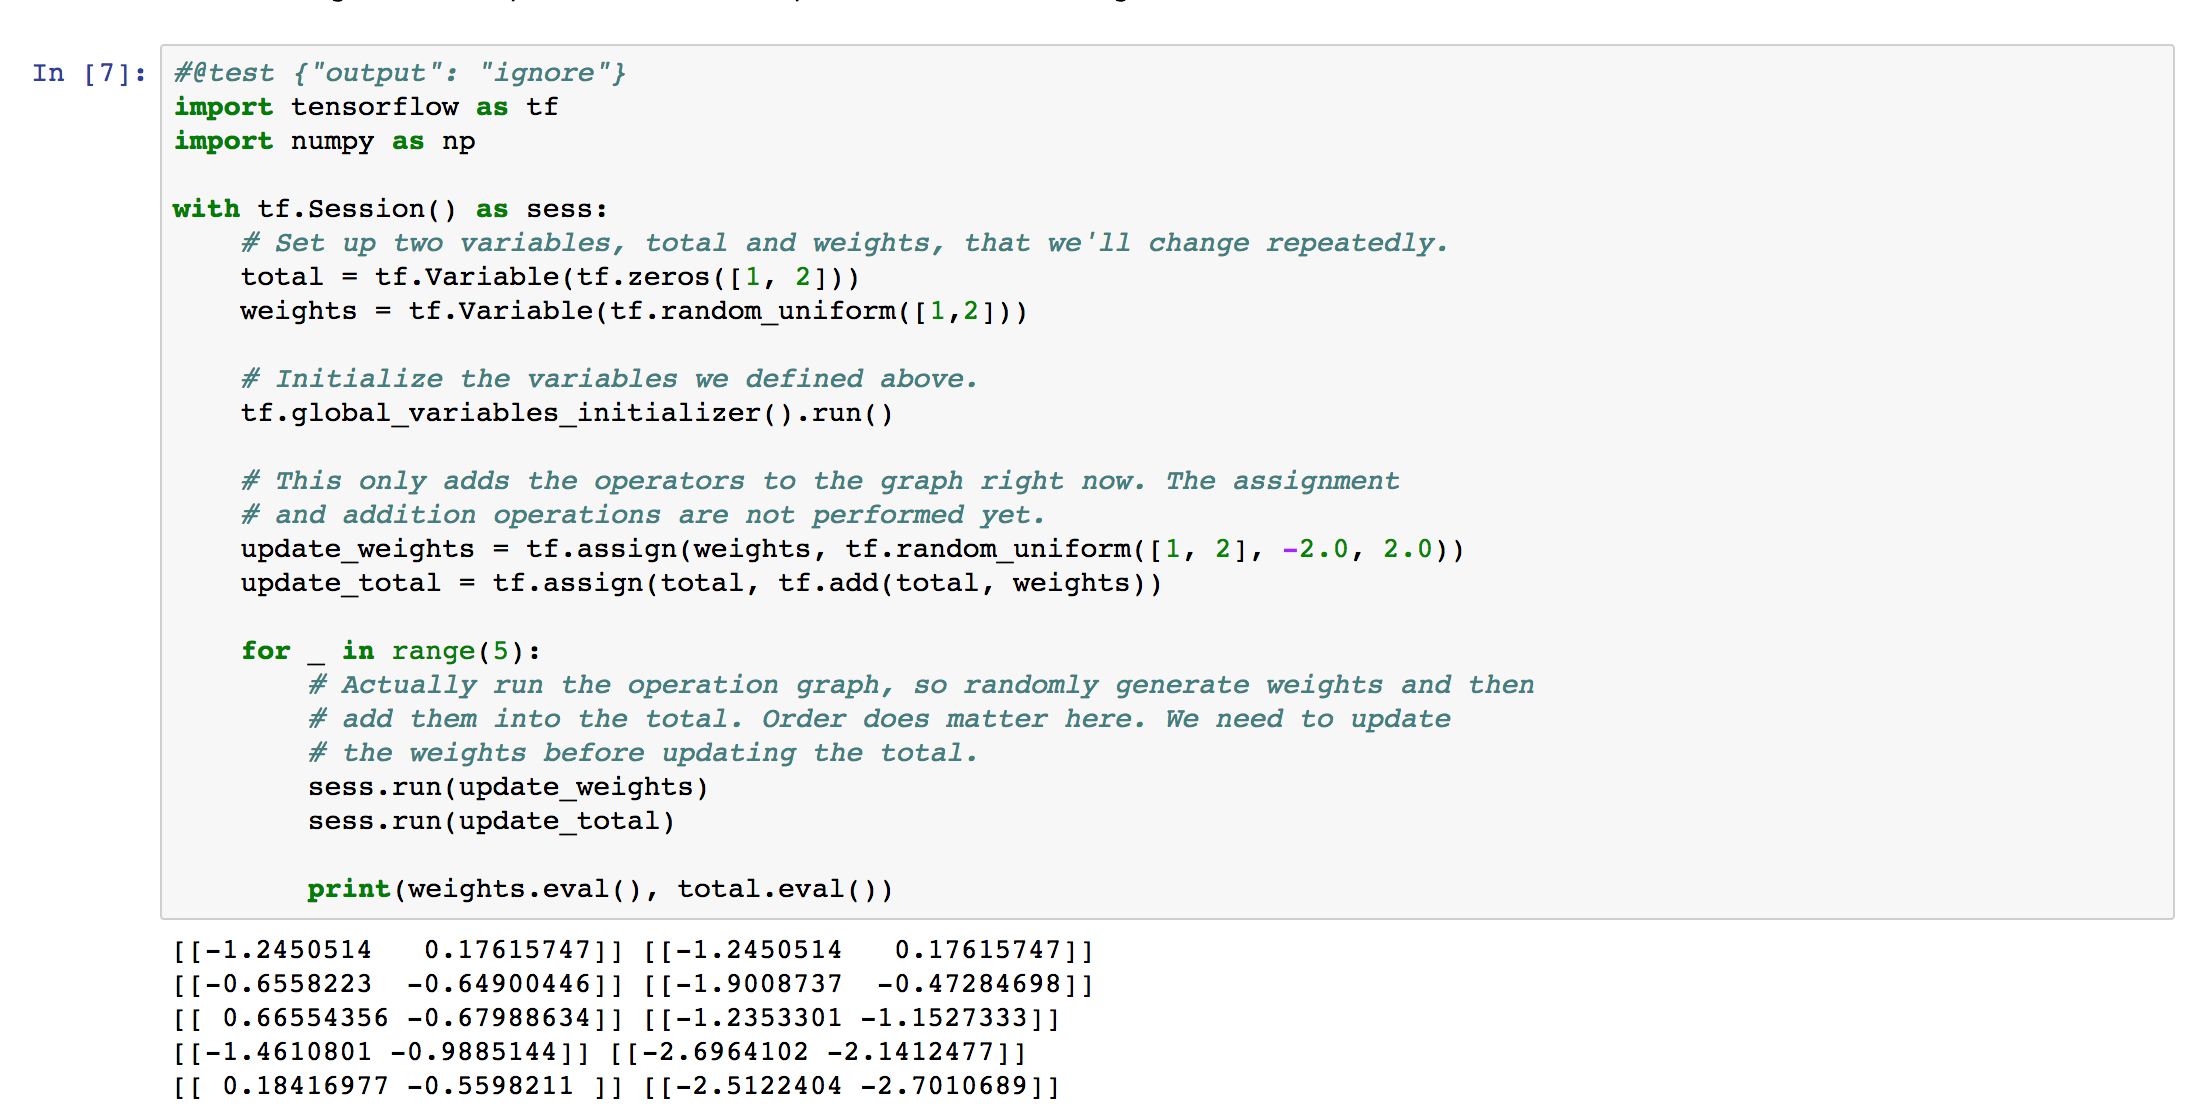 In [7]: #@test {"output": "ignore"}
import tensorflow as tf
import numpy as np
with tf.Session() as sess:
# Set up two variables, total and weights, that we'll change repeatedly.
total = tf.Variable(tf.zeros([1, 2]))
weights = tf.Variable(tf.random_uniform([1,2]))
# Initialize the variables we defined above.
tf.global_variables_initializer().run()
# This only adds the operators to the graph right now. The assignment
# and addition operations are not performed yet.
update_weights = tf.assign(weights, tf.random_uniform([1, 2], -2.0, 2.0))
update_total = tf.assign(total, tf.add(total, weights))
for _ in range(5):
# Actually run the operation graph, so randomly generate weights and then
# add them into the total. Order does matter here. We need to update
# the weights before updating the total.
sess.run(update_weights)
sess.run(update_total)
print(weights.eval(), total.eval())
[[-1.2450514   0.17615747]] [[-1.2450514   0.17615747]]
[[-0.6558223  -0.64900446]] [[-1.9008737  -0.47284698]]
[[ 0.66554356 -0.67988634]] [[-1.2353301 -1.1527333]]
[[-1.4610801 -0.9885144]] [[-2.6964102 -2.1412477]]
[[ 0.18416977 -0.5598211 ]] [[-2.5122404 -2.7010689]]